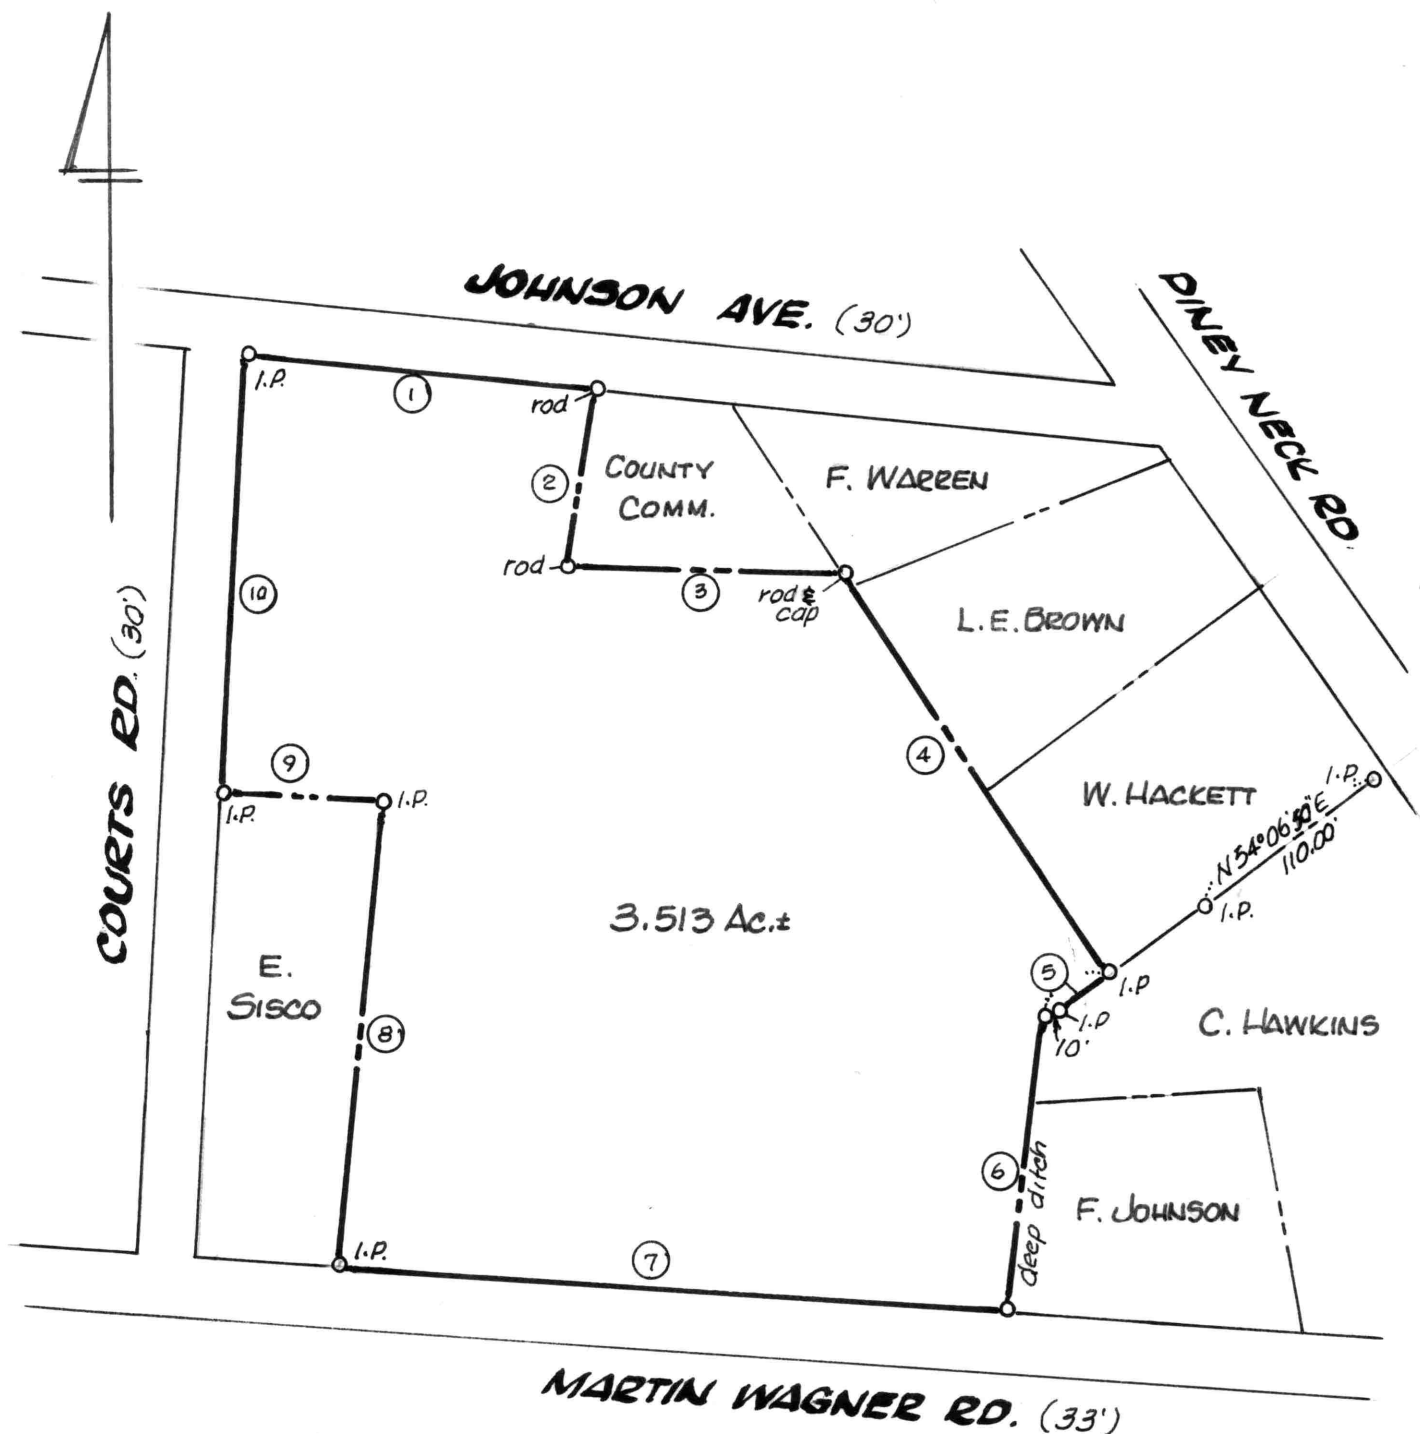 JOHNSON AVE. (30')
PINEY NECK RD.
I.P.
1
rod
2
COUNTY
COMM.
F. WARREN
rod
3
rod &
cap
10
L.E. BROWN
COURTS RD. (30')
4
9
I.P.
I.P.
W. HACKETT
I.P.
N 54° 06' 30" E
110.00'
I.P.
3.513 AC.±
5
I.P
E.
SISCO
8
I.P
10'
C. HAWKINS
6
deep ditch
F. JOHNSON
I.P.
7
MARTIN WAGNER RD. (33')